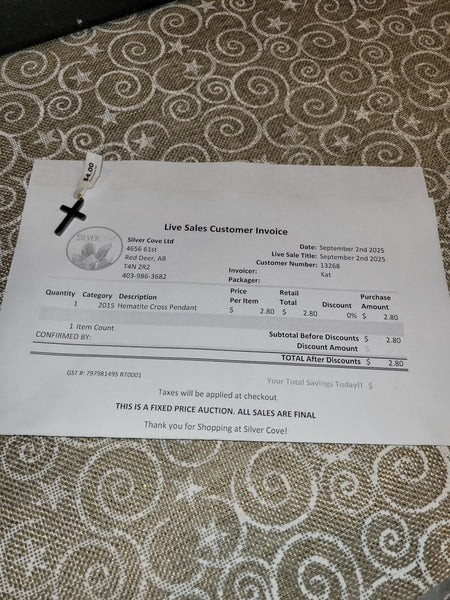 $4.00
Live Sales Customer Invoice
SILVER
Silver Cove Ltd
4656 61st
Red Deer, AB
T4N 2R2
403-986-3682
Date: September 2nd 2025
Live Sale Title: September 2nd 2025
Customer Number: 13268
Invoicer: Kat
Packager:
Quantity Category Description Price Per Item Retail Total Discount Purchase Amount
1 2015 Hematite Cross Pendant $ 2.80 $ 2.80 0% $ 2.80
1 Item Count Subtotal Before Discounts $ 2.80
CONFIRMED BY: Discount Amount $
TOTAL After Discounts $ 2.80
GST #: 797981495 RT0001 Your Total Savings Today!! $ -
Taxes will be applied at checkout
THIS IS A FIXED PRICE AUCTION. ALL SALES ARE FINAL
Thank you for Shopping at Silver Cove!